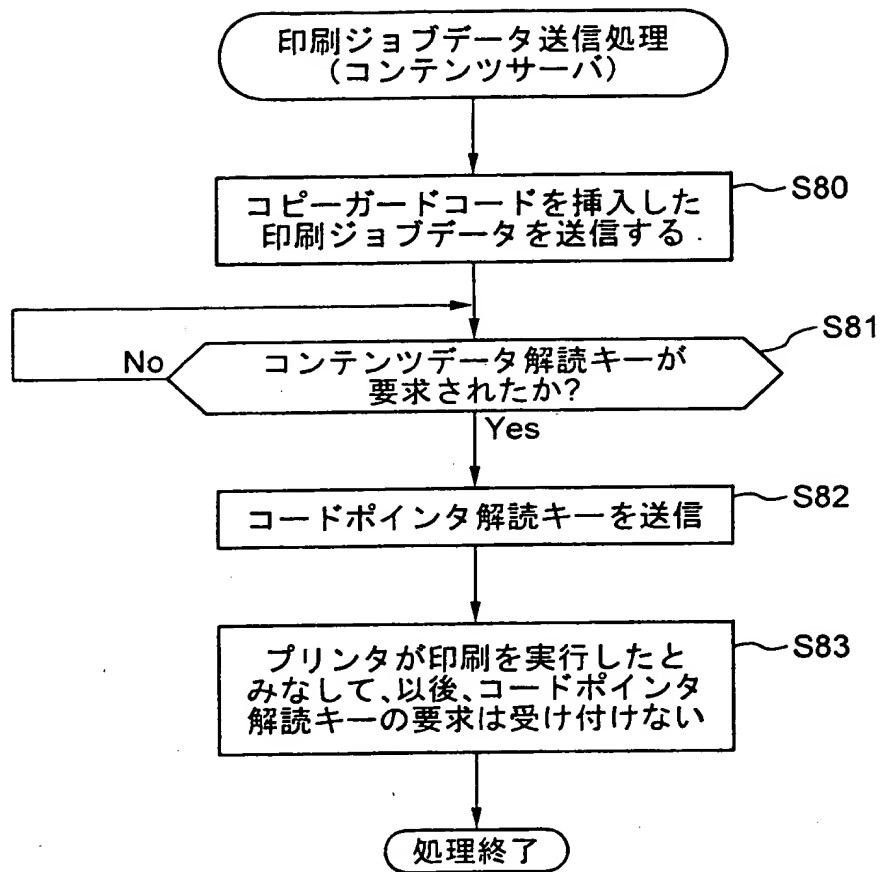 印刷ジョブデータ送信処理
(コンテンツサーバ)
コピーガードコードを挿入した
印刷ジョブデータを送信する
S80
No
コンテンツデータ解読キーが
要求されたか?
S81
Yes
コードポインタ解読キーを送信
S82
プリンタが印刷を実行したと
みなして、以後、コードポインタ
解読キーの要求は受け付けない
S83
処理終了